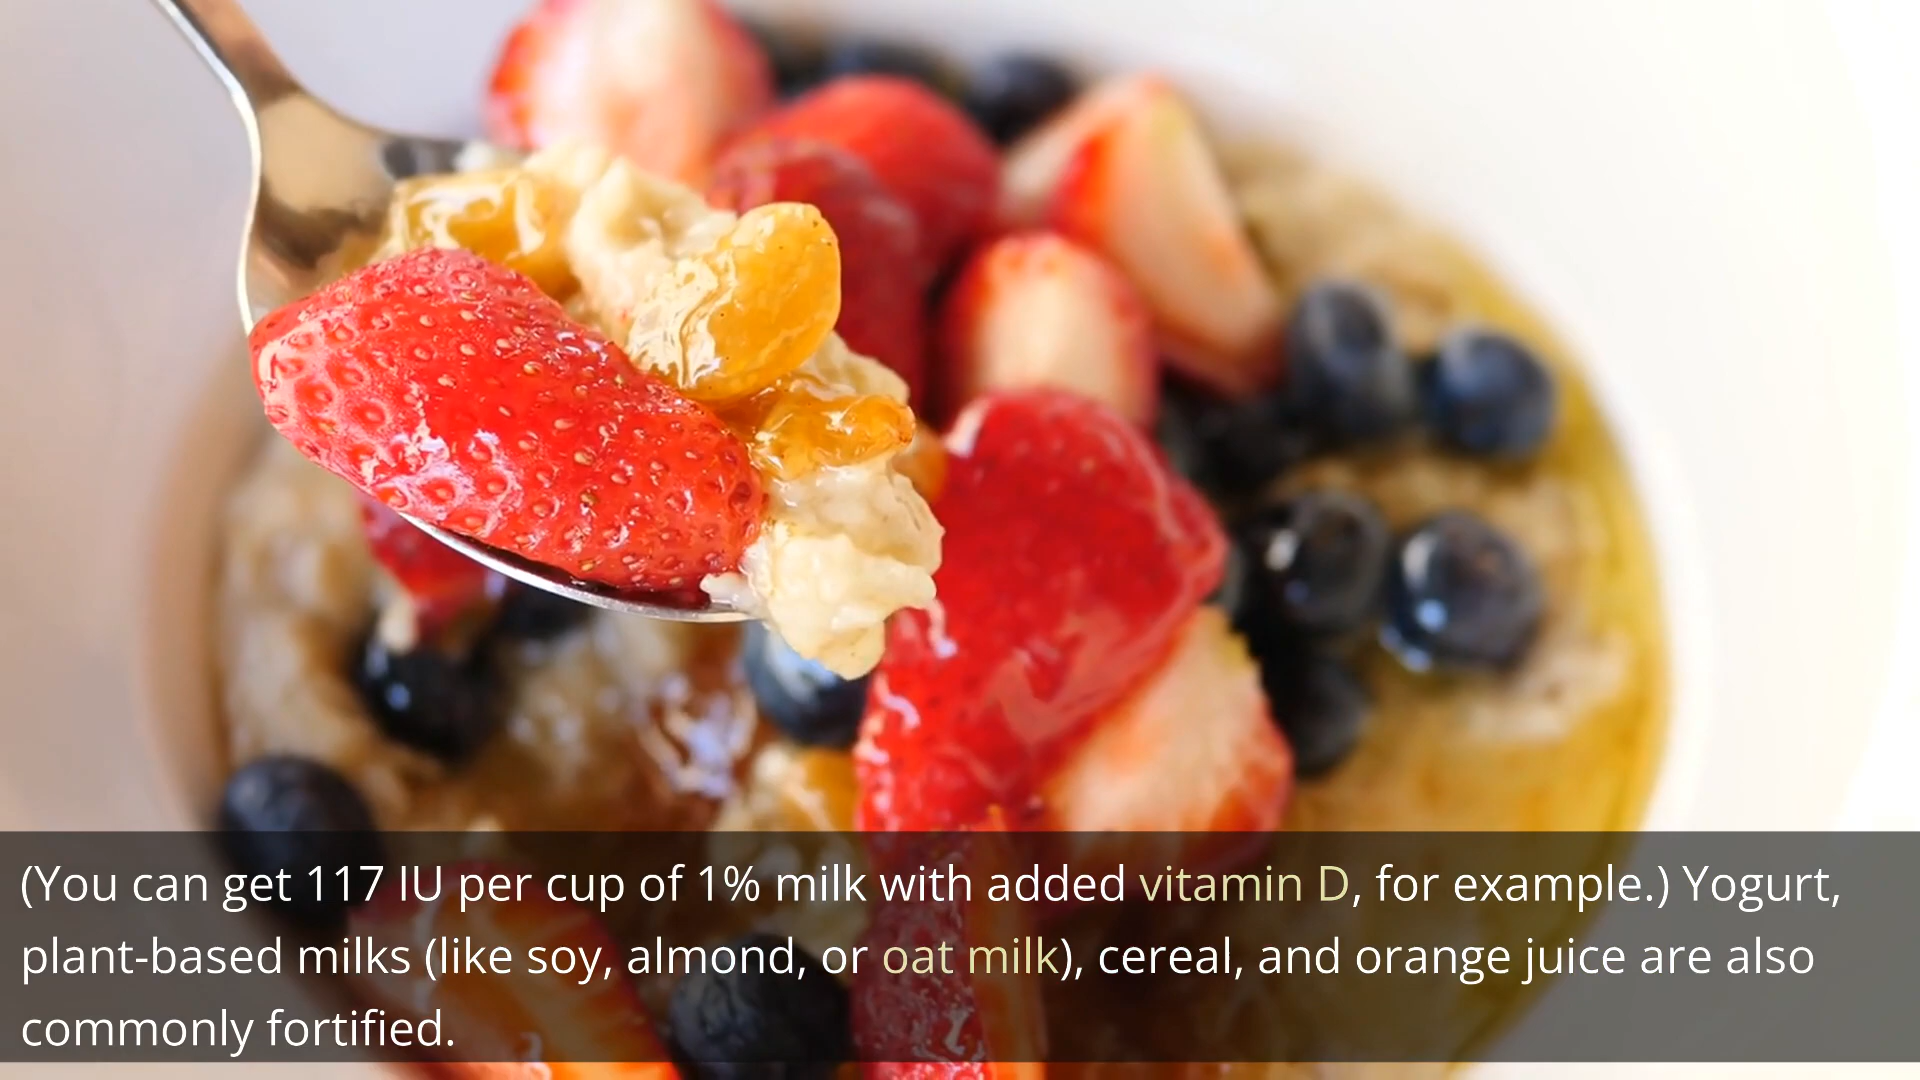 (You can get 117 IU per cup of 1% milk with added vitamin D, for example.) Yogurt,
plant-based milks (like soy, almond, or oat milk), cereal, and orange juice are also
commonly fortified.